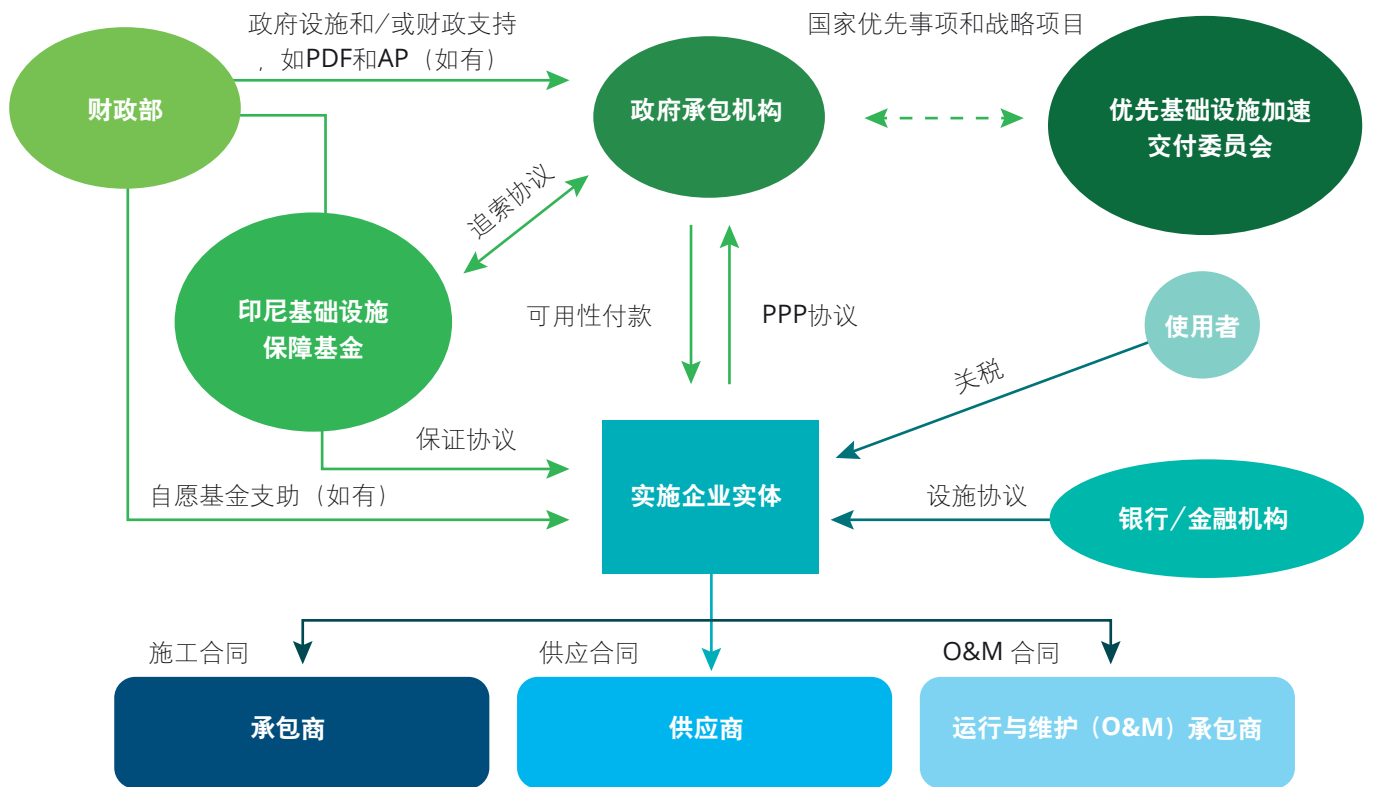 政府设施和/或财政支持
，如PDF和AP（如有）
国家优先事项和战略项目
财政部
政府承包机构
优先基础设施加速
交付委员会
追索协议
印尼基础设施
保障基金
可用性付款
PPP协议
使用者
关税
保证协议
自愿基金支助（如有）
实施企业实体
设施协议
银行/金融机构
施工合同
供应合同
O&M 合同
承包商
供应商
运行与维护（O&M）承包商